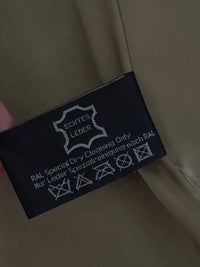 ECHTES
LEDER
RAL Special Dry Cleaning Only
Nur Leder Spezialreinigung nach RAL